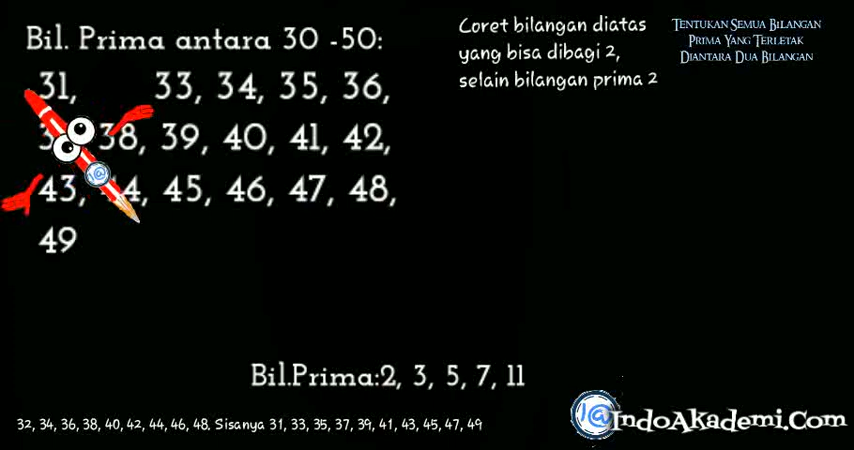 Bil. Prima antara 30 -50:
31, 33, 34, 35, 36,
38, 39, 40, 41, 42,
43, 44, 45, 46, 47, 48,
49
Coret bilangan diatas
yang bisa dibagi 2,
selain bilangan prima 2
Tentukan Semua Bilangan
Prima Yang Terletak
Diantara Dua Bilangan
Bil.Prima:2, 3, 5, 7, 11
32, 34, 36, 38, 40, 42, 44, 46, 48. Sisanya 31, 33, 35, 37, 39, 41, 43, 45, 47, 49
1@
1@IndoAkademi.Com